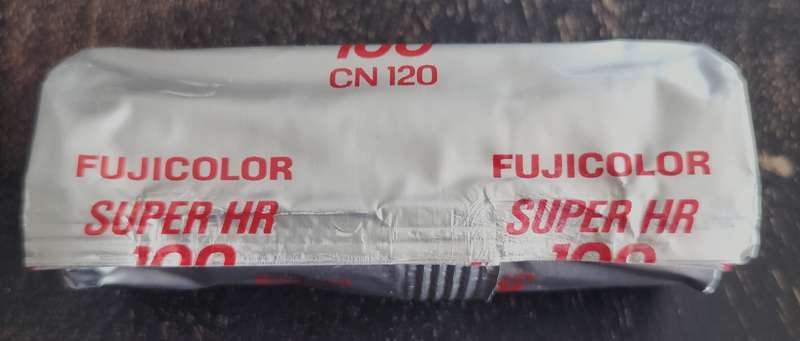 100
CN 120
FUJICOLOR FUJICOLOR
SUPER HR SUPER HR
100 100